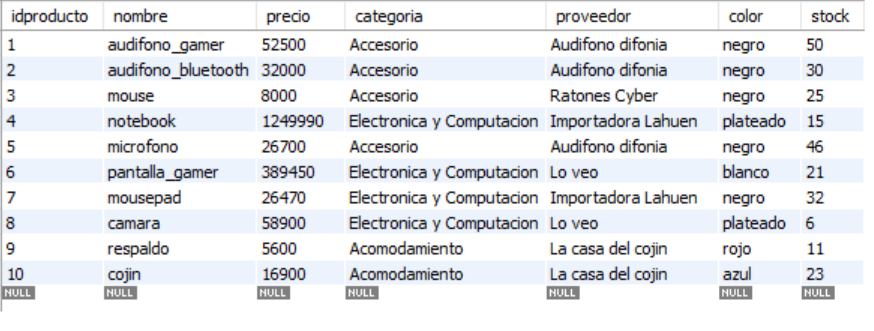 idproducto nombre precio categoria proveedor color stock
1 audifono_gamer 52500 Accesorio Audifono difonia negro 50
2 audifono_bluetooth 32000 Accesorio Audifono difonia negro 30
3 mouse 8000 Accesorio Ratones Cyber negro 25
4 notebook 1249990 Electronica y Computacion Importadora Lahuen plateado 15
5 microfono 26700 Accesorio Audifono difonia negro 46
6 pantalla_gamer 389450 Electronica y Computacion Lo veo blanco 21
7 mousepad 26470 Electronica y Computacion Importadora Lahuen negro 32
8 camara 58900 Electronica y Computacion Lo veo plateado 6
9 respaldo 5600 Acomodamiento La casa del cojin rojo 11
10 cojin 16900 Acomodamiento La casa del cojin azul 23
NULL NULL NULL NULL NULL NULL NULL